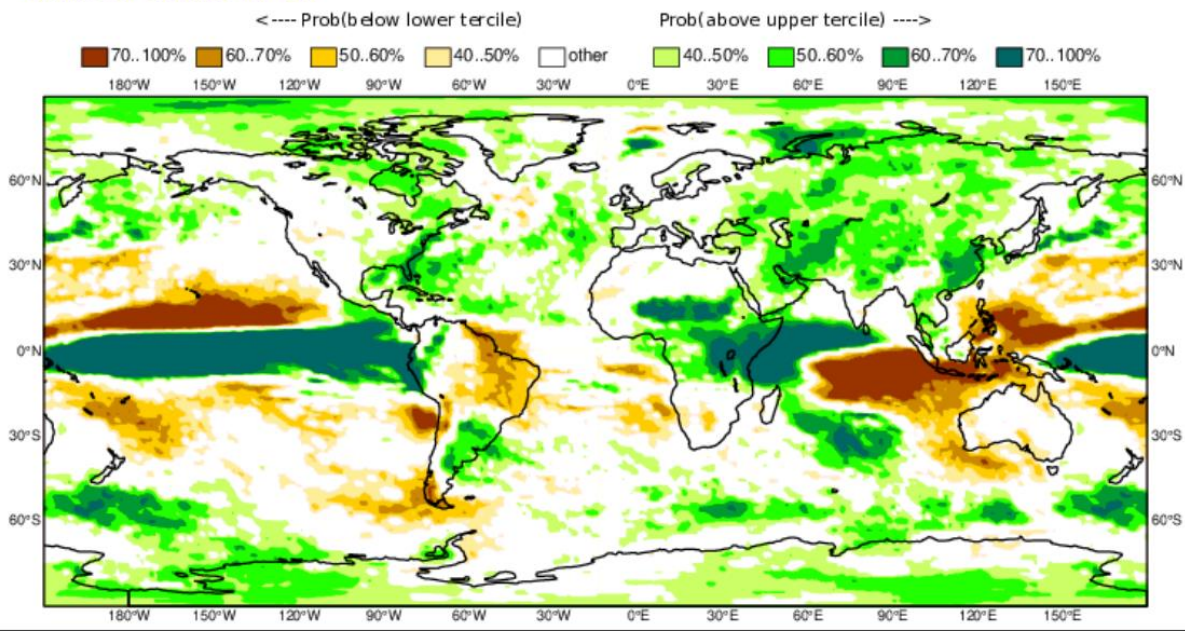 <---- Prob(below lower tercile) Prob(above upper tercile) ---->
70..100% 60..70% 50..60% 40..50% other 40..50% 50..60% 60..70% 70..100%
180°W 150°W 120°W 90°W 60°W 30°W 0°E 30°E 60°E 90°E 120°E 150°E
60°N 60°N
30°N 30°N
0°N 0°N
30°S 30°S
60°S 60°S
180°W 150°W 120°W 90°W 60°W 30°W 0°E 30°E 60°E 90°E 120°E 150°E